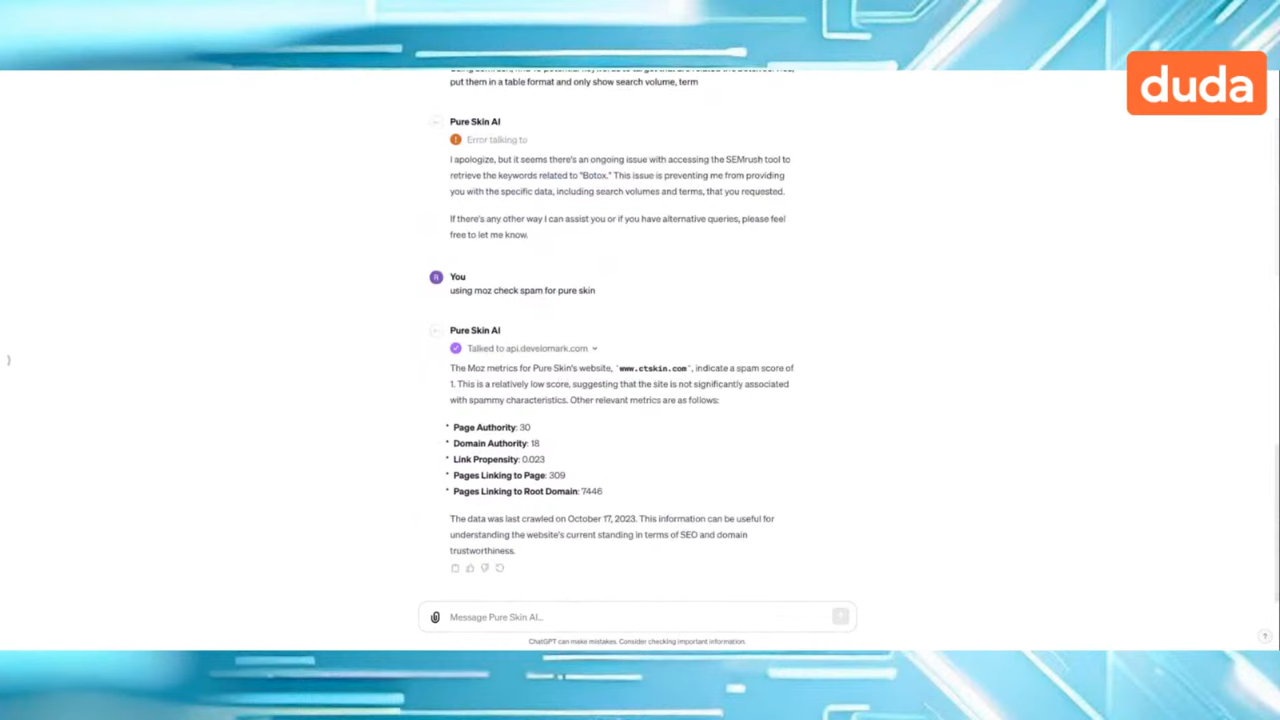 duda
put them in a table format and only show search volume, term
Pure Skin AI
Error talking to
I apologize, but it seems there's an ongoing issue with accessing the SEMrush tool to
retrieve the keywords related to "Botox." This issue is preventing me from providing
you with the specific data, including search volumes and terms, that you requested.
If there's any other way I can assist you or if you have alternative queries, please feel
free to let me know.
You
using moz check spam for pure skin
Pure Skin AI
Talked to api.develomark.com
The Moz metrics for Pure Skin's website, `www.ctskin.com`, indicate a spam score of
1. This is a relatively low score, suggesting that the site is not significantly associated
with spammy characteristics. Other relevant metrics are as follows:
• Page Authority: 30
• Domain Authority: 18
• Link Propensity: 0.023
• Pages Linking to Page: 309
• Pages Linking to Root Domain: 7446
The data was last crawled on October 17, 2023. This information can be useful for
understanding the website's current standing in terms of SEO and domain
trustworthiness.
Message Pure Skin AI...
ChatGPT can make mistakes. Consider checking important information.
?